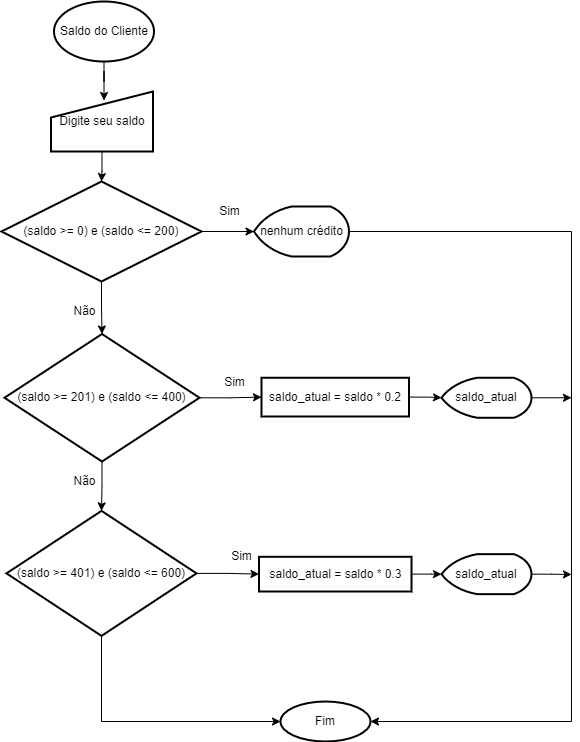 Saldo do Cliente
Digite seu saldo
(saldo >= 0) e (saldo <= 200)
Sim
nenhum crédito
Não
(saldo >= 201) e (saldo <= 400)
Sim
saldo_atual = saldo * 0.2
saldo_atual
Não
(saldo >= 401) e (saldo <= 600)
Sim
saldo_atual = saldo * 0.3
saldo_atual
Fim